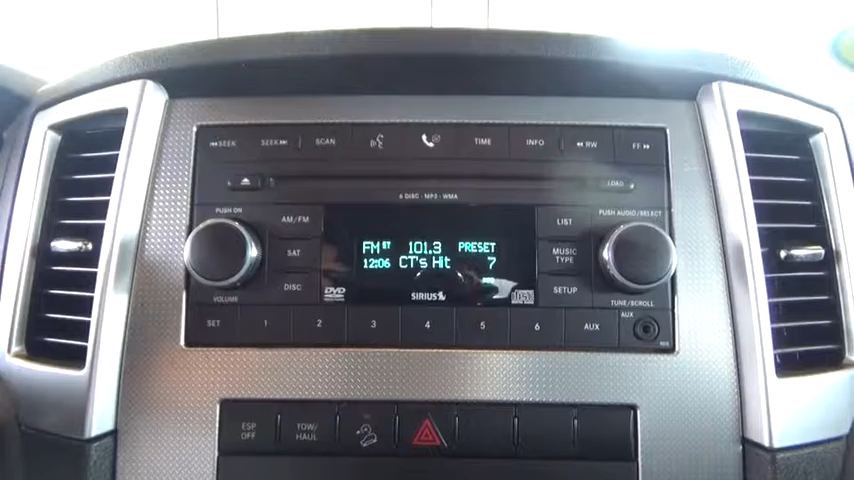 SEEK SEEK SCAN TIME INFO RW FF
LOAD
6 DISC · MP3 · WMA
PUSH ON
AM/FM
SAT
DISC
VOLUME
FM ST 101.3 PRESET
12:06 CT's Hit 7
DVD
SIRIUS
disc
LIST
MUSIC TYPE
SETUP
PUSH AUDIO/SELECT
TUNE/SCROLL
SET 1 2 3 4 5 6 AUX
AUX
ESP OFF
TOW/ HAUL